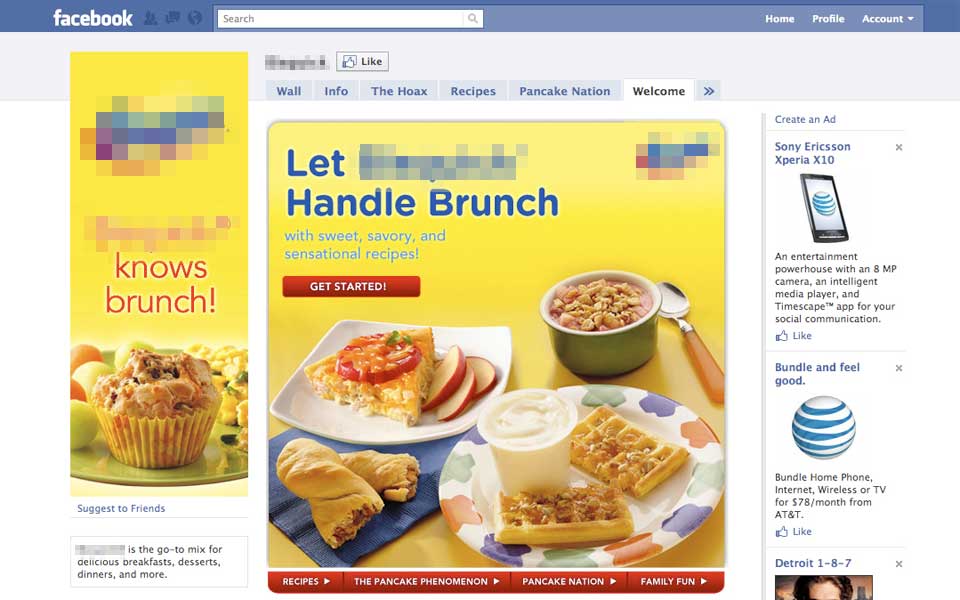 facebook
Search
Home Profile Account
Like
Wall Info The Hoax Recipes Pancake Nation Welcome »
knows
brunch!
Suggest to Friends
is the go-to mix for
delicious breakfasts, desserts,
dinners, and more.
Let
Handle Brunch
with sweet, savory, and
sensational recipes!
GET STARTED!
RECIPES THE PANCAKE PHENOMENON PANCAKE NATION FAMILY FUN
Create an Ad
Sony Ericsson
Xperia X10
An entertainment
powerhouse with an 8 MP
camera, an intelligent
media player, and
Timescape™ app for your
social communication.
Like
Bundle and feel
good.
Bundle Home Phone,
Internet, Wireless or TV
for $78/month from
AT&T.
Like
Detroit 1-8-7